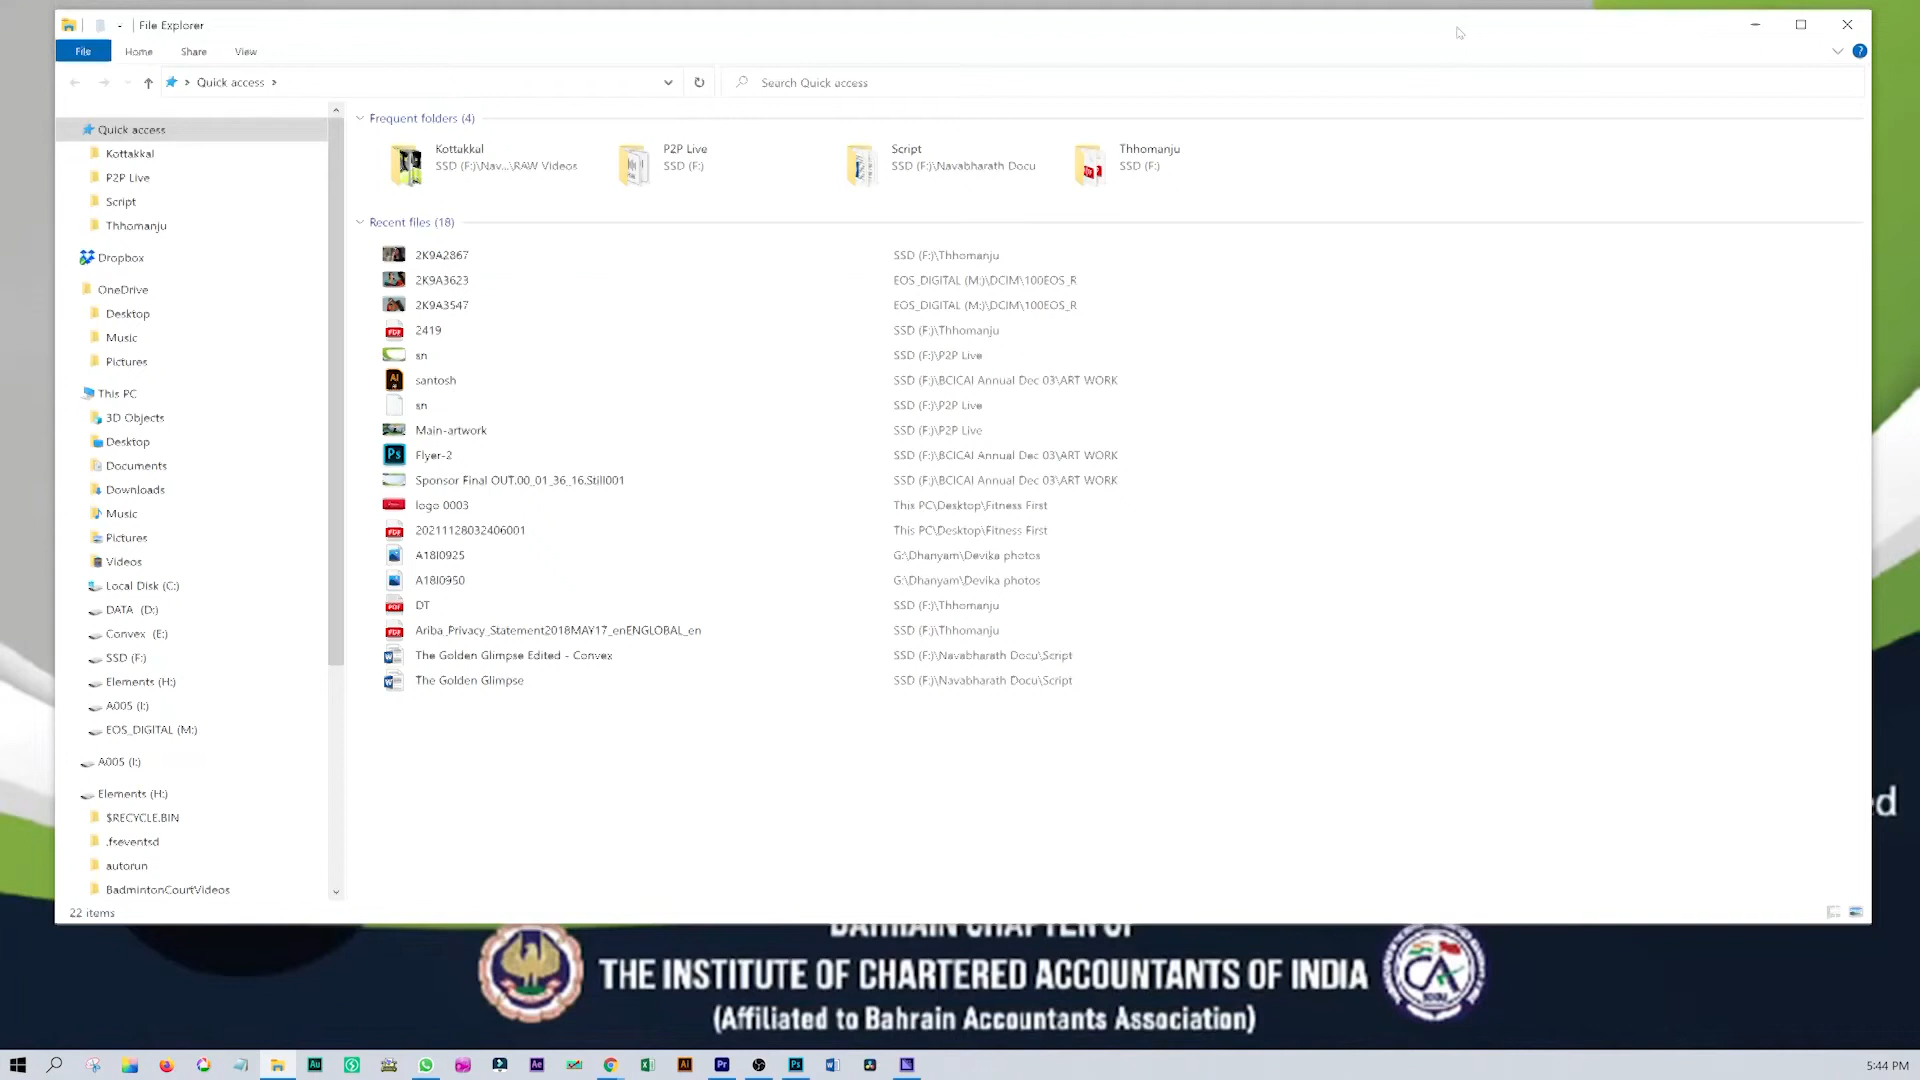 File Explorer
File
Home
Share
View
?
Quick access
Search Quick access
Quick access
Kottakkal
P2P Live
Script
Thhomanju
Dropbox
OneDrive
Desktop
Music
Pictures
This PC
3D Objects
Desktop
Documents
Downloads
Music
Pictures
Videos
Local Disk (C:)
DATA (D:)
Convex (E:)
SSD (F:)
Elements (H:)
A005 (I:)
EOS_DIGITAL (M:)
A005 (I:)
Elements (H:)
$RECYCLE.BIN
.fseventsd
autorun
BadmintonCourtVideos
22 items
Frequent folders (4)
Kottakkal
SSD (F:)\Nav...\RAW Videos
P2P Live
SSD (F:)
Script
SSD (F:)\Navabharath Docu
Thhomanju
SSD (F:)
Recent files (18)
2K9A2867 SSD (F:)\Thhomanju
2K9A3623 EOS_DIGITAL (M:)\DCIM\100EOS_R
2K9A3547 EOS_DIGITAL (M:)\DCIM\100EOS_R
2419 SSD (F:)\Thhomanju
sn SSD (F:)\P2P Live
santosh SSD (F:)\BCICAI Annual Dec 03\ART WORK
sn SSD (F:)\P2P Live
Main-artwork SSD (F:)\P2P Live
Flyer-2 SSD (F:)\BCICAI Annual Dec 03\ART WORK
Sponsor Final OUT.00_01_36_16.Still001 SSD (F:)\BCICAI Annual Dec 03\ART WORK
logo 0003 This PC\Desktop\Fitness First
20211128032406001 This PC\Desktop\Fitness First
A18I0925 G:\Dhanyam\Devika photos
A18I0950 G:\Dhanyam\Devika photos
DT SSD (F:)\Thhomanju
Ariba_Privacy_Statement2018MAY17_enENGLOBAL_en SSD (F:)\Thhomanju
The Golden Glimpse Edited - Convex SSD (F:)\Navabharath Docu\Script
The Golden Glimpse SSD (F:)\Navabharath Docu\Script
ed
BAHRAIN CHAPTER OF
THE INSTITUTE OF CHARTERED ACCOUNTANTS OF INDIA
(Affiliated to Bahrain Accountants Association)
CA
Au
Ae
Ai
Pr
Ps
5:44 PM